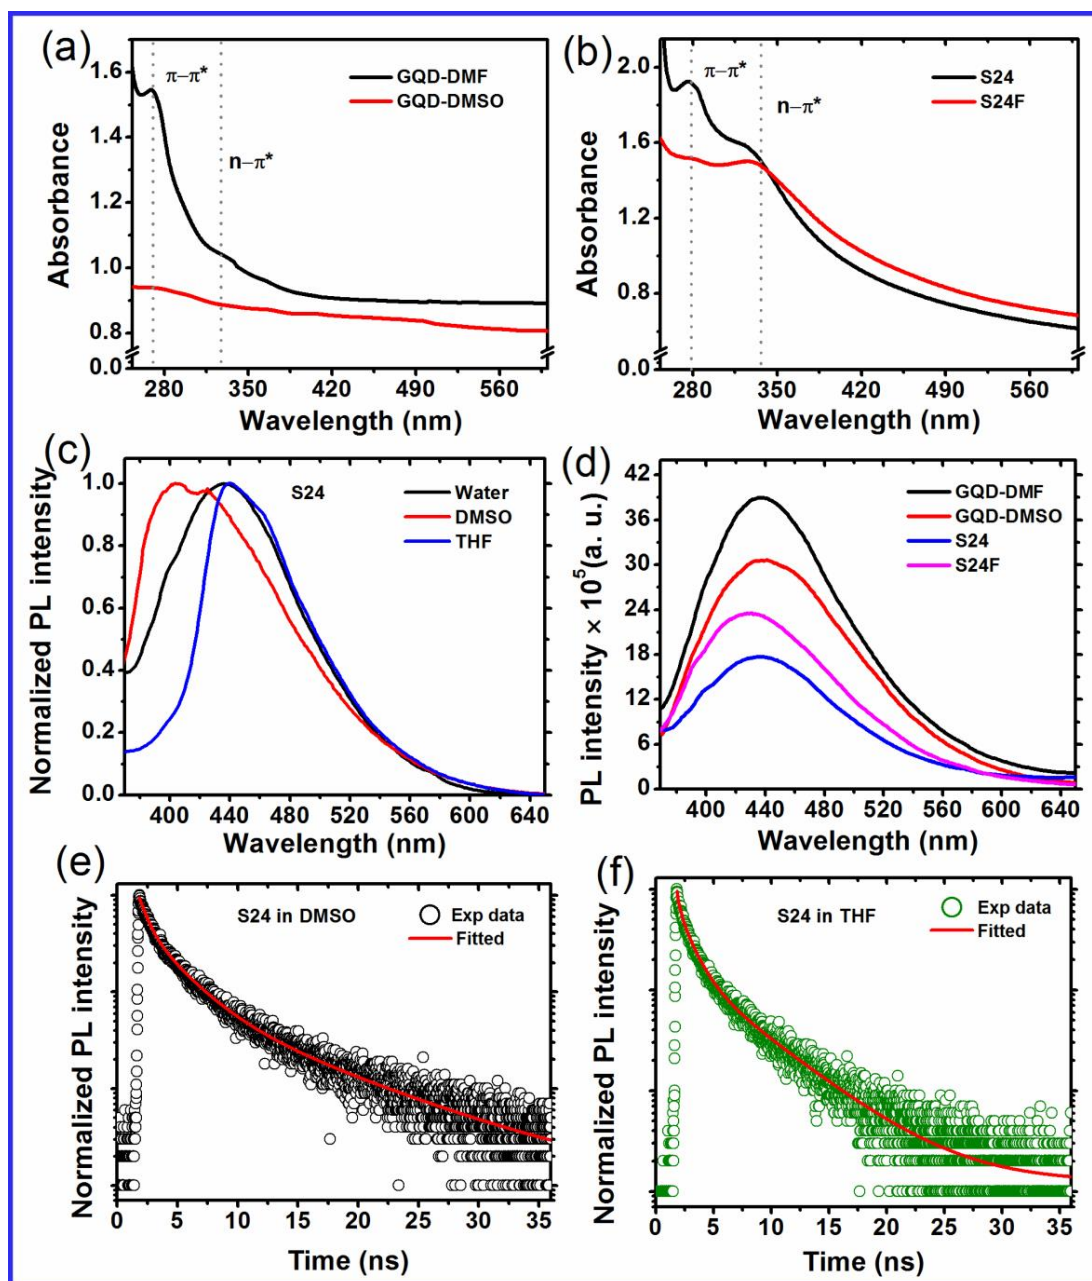 (a)
1.6
1.4
1.2
1.0
0.8
0.0
Absorbance
π−π*
n−π*
GQD-DMF
GQD-DMSO
280 350 420 490 560
Wavelength (nm)
(b)
2.0
1.6
1.2
0.8
0.0
Absorbance
π−π*
n−π*
S24
S24F
280 350 420 490 560
Wavelength (nm)
(c)
1.0
0.8
0.6
0.4
0.2
0.0
Normalized PL intensity
S24
Water
DMSO
THF
400 440 480 520 560 600 640
Wavelength (nm)
(d)
42
36
30
24
18
12
6
0
PL intensity × 10⁵(a. u.)
GQD-DMF
GQD-DMSO
S24
S24F
400 440 480 520 560 600 640
Wavelength (nm)
(e)
Normalized PL intensity
S24 in DMSO
Exp data
Fitted
0 5 10 15 20 25 30 35
Time (ns)
(f)
Normalized PL intensity
S24 in THF
Exp data
Fitted
0 5 10 15 20 25 30 35
Time (ns)